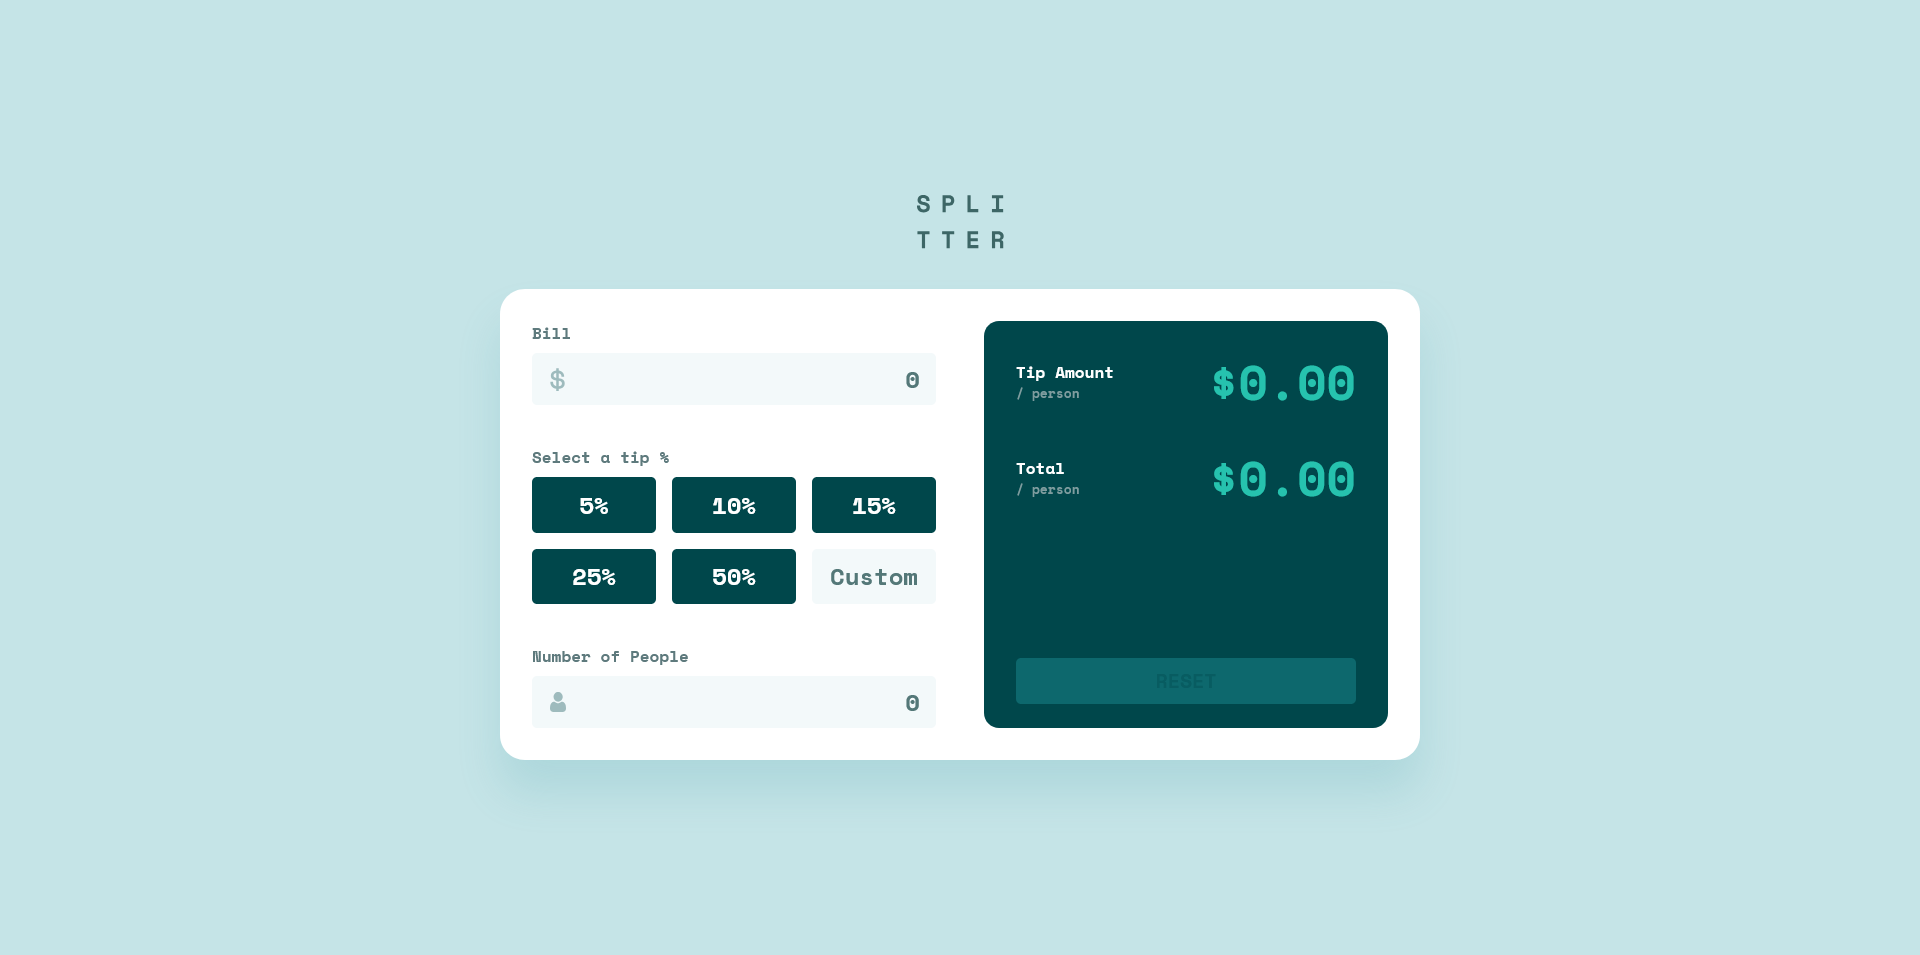 SPLI
TTER
Bill
$ 0
Select a tip %
5% 10% 15%
25% 50% Custom
Number of People
0
Tip Amount
/ person
$0.00
Total
/ person
$0.00
RESET